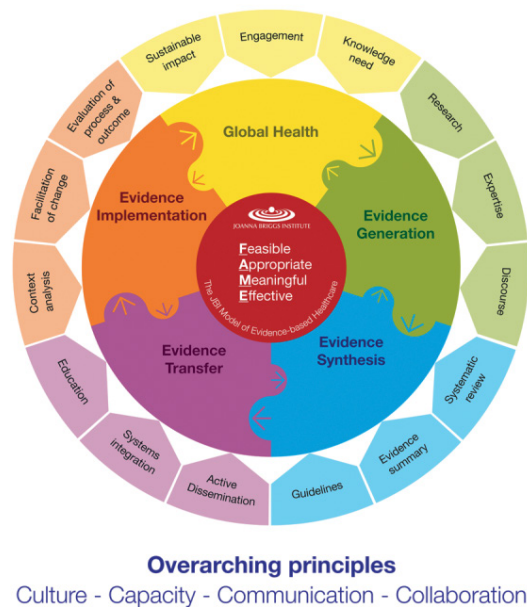 Sustainable
impact
Engagement
Knowledge
need
Research
Expertise
Discourse
Systematic
review
Evidence
summary
Guidelines
Active
Dissemination
Systems
integration
Education
Context
analysis
Facilitation
of change
Evaluation of
process &
outcome
Global Health
Evidence
Generation
Evidence
Synthesis
Evidence
Transfer
Evidence
Implementation
JOANNA BRIGGS INSTITUTE
Feasible
Appropriate
Meaningful
Effective
The JBI Model of Evidence-based Healthcare
Overarching principles
Culture - Capacity - Communication - Collaboration